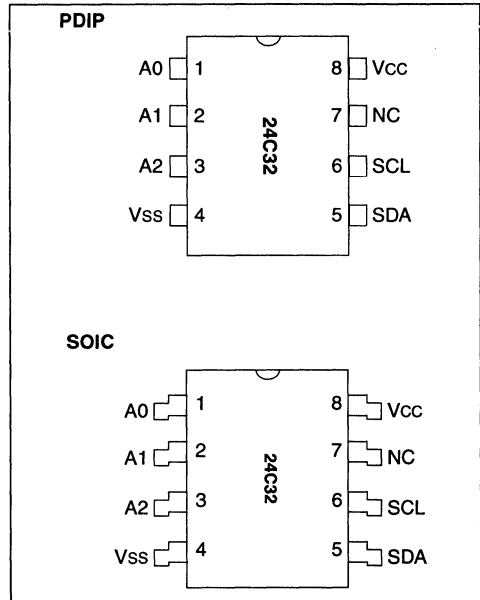 PDIP
A0 1 8 Vcc
A1 2 7 NC
24C32
A2 3 6 SCL
Vss 4 5 SDA
SOIC
A0 1 8 Vcc
A1 2 7 NC
24C32
A2 3 6 SCL
Vss 4 5 SDA